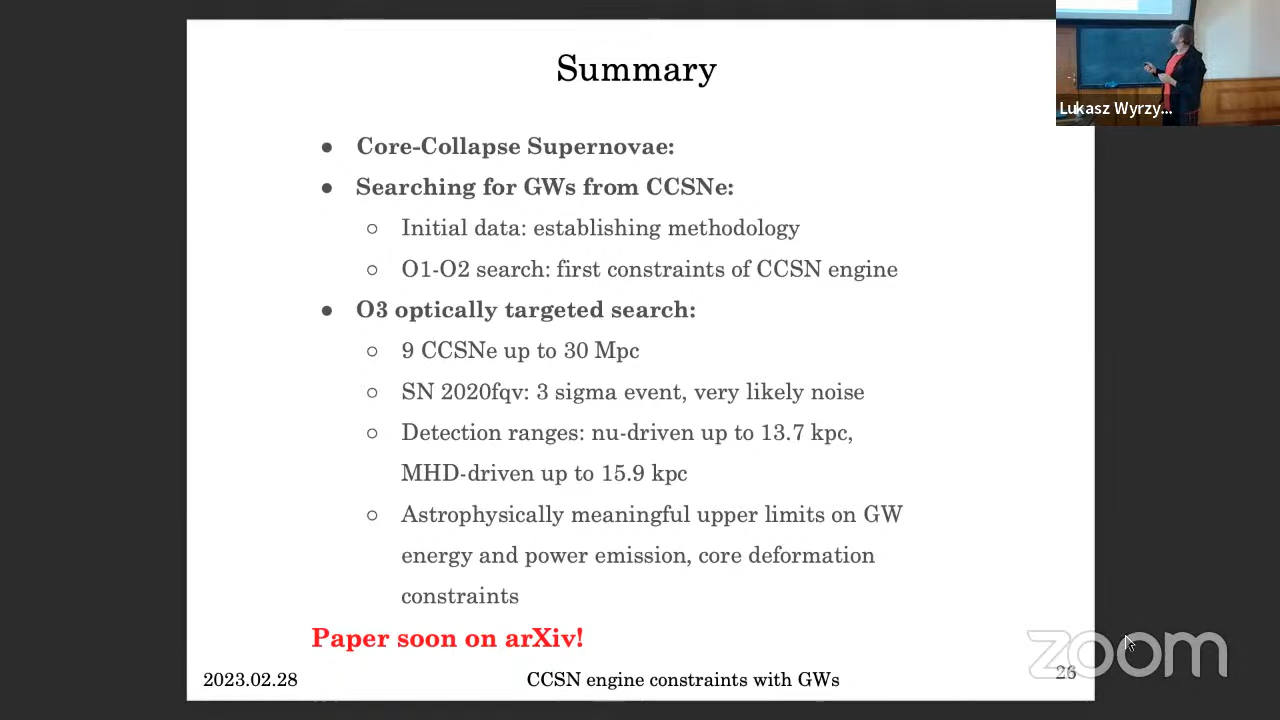 Summary
Lukasz Wyrzy...
● Core-Collapse Supernovae:
● Searching for GWs from CCSNe:
○ Initial data: establishing methodology
○ O1-O2 search: first constraints of CCSN engine
● O3 optically targeted search:
○ 9 CCSNe up to 30 Mpc
○ SN 2020fqv: 3 sigma event, very likely noise
○ Detection ranges: nu-driven up to 13.7 kpc,
MHD-driven up to 15.9 kpc
○ Astrophysically meaningful upper limits on GW
energy and power emission, core deformation
constraints
Paper soon on arXiv!
zoom
2023.02.28
CCSN engine constraints with GWs
26